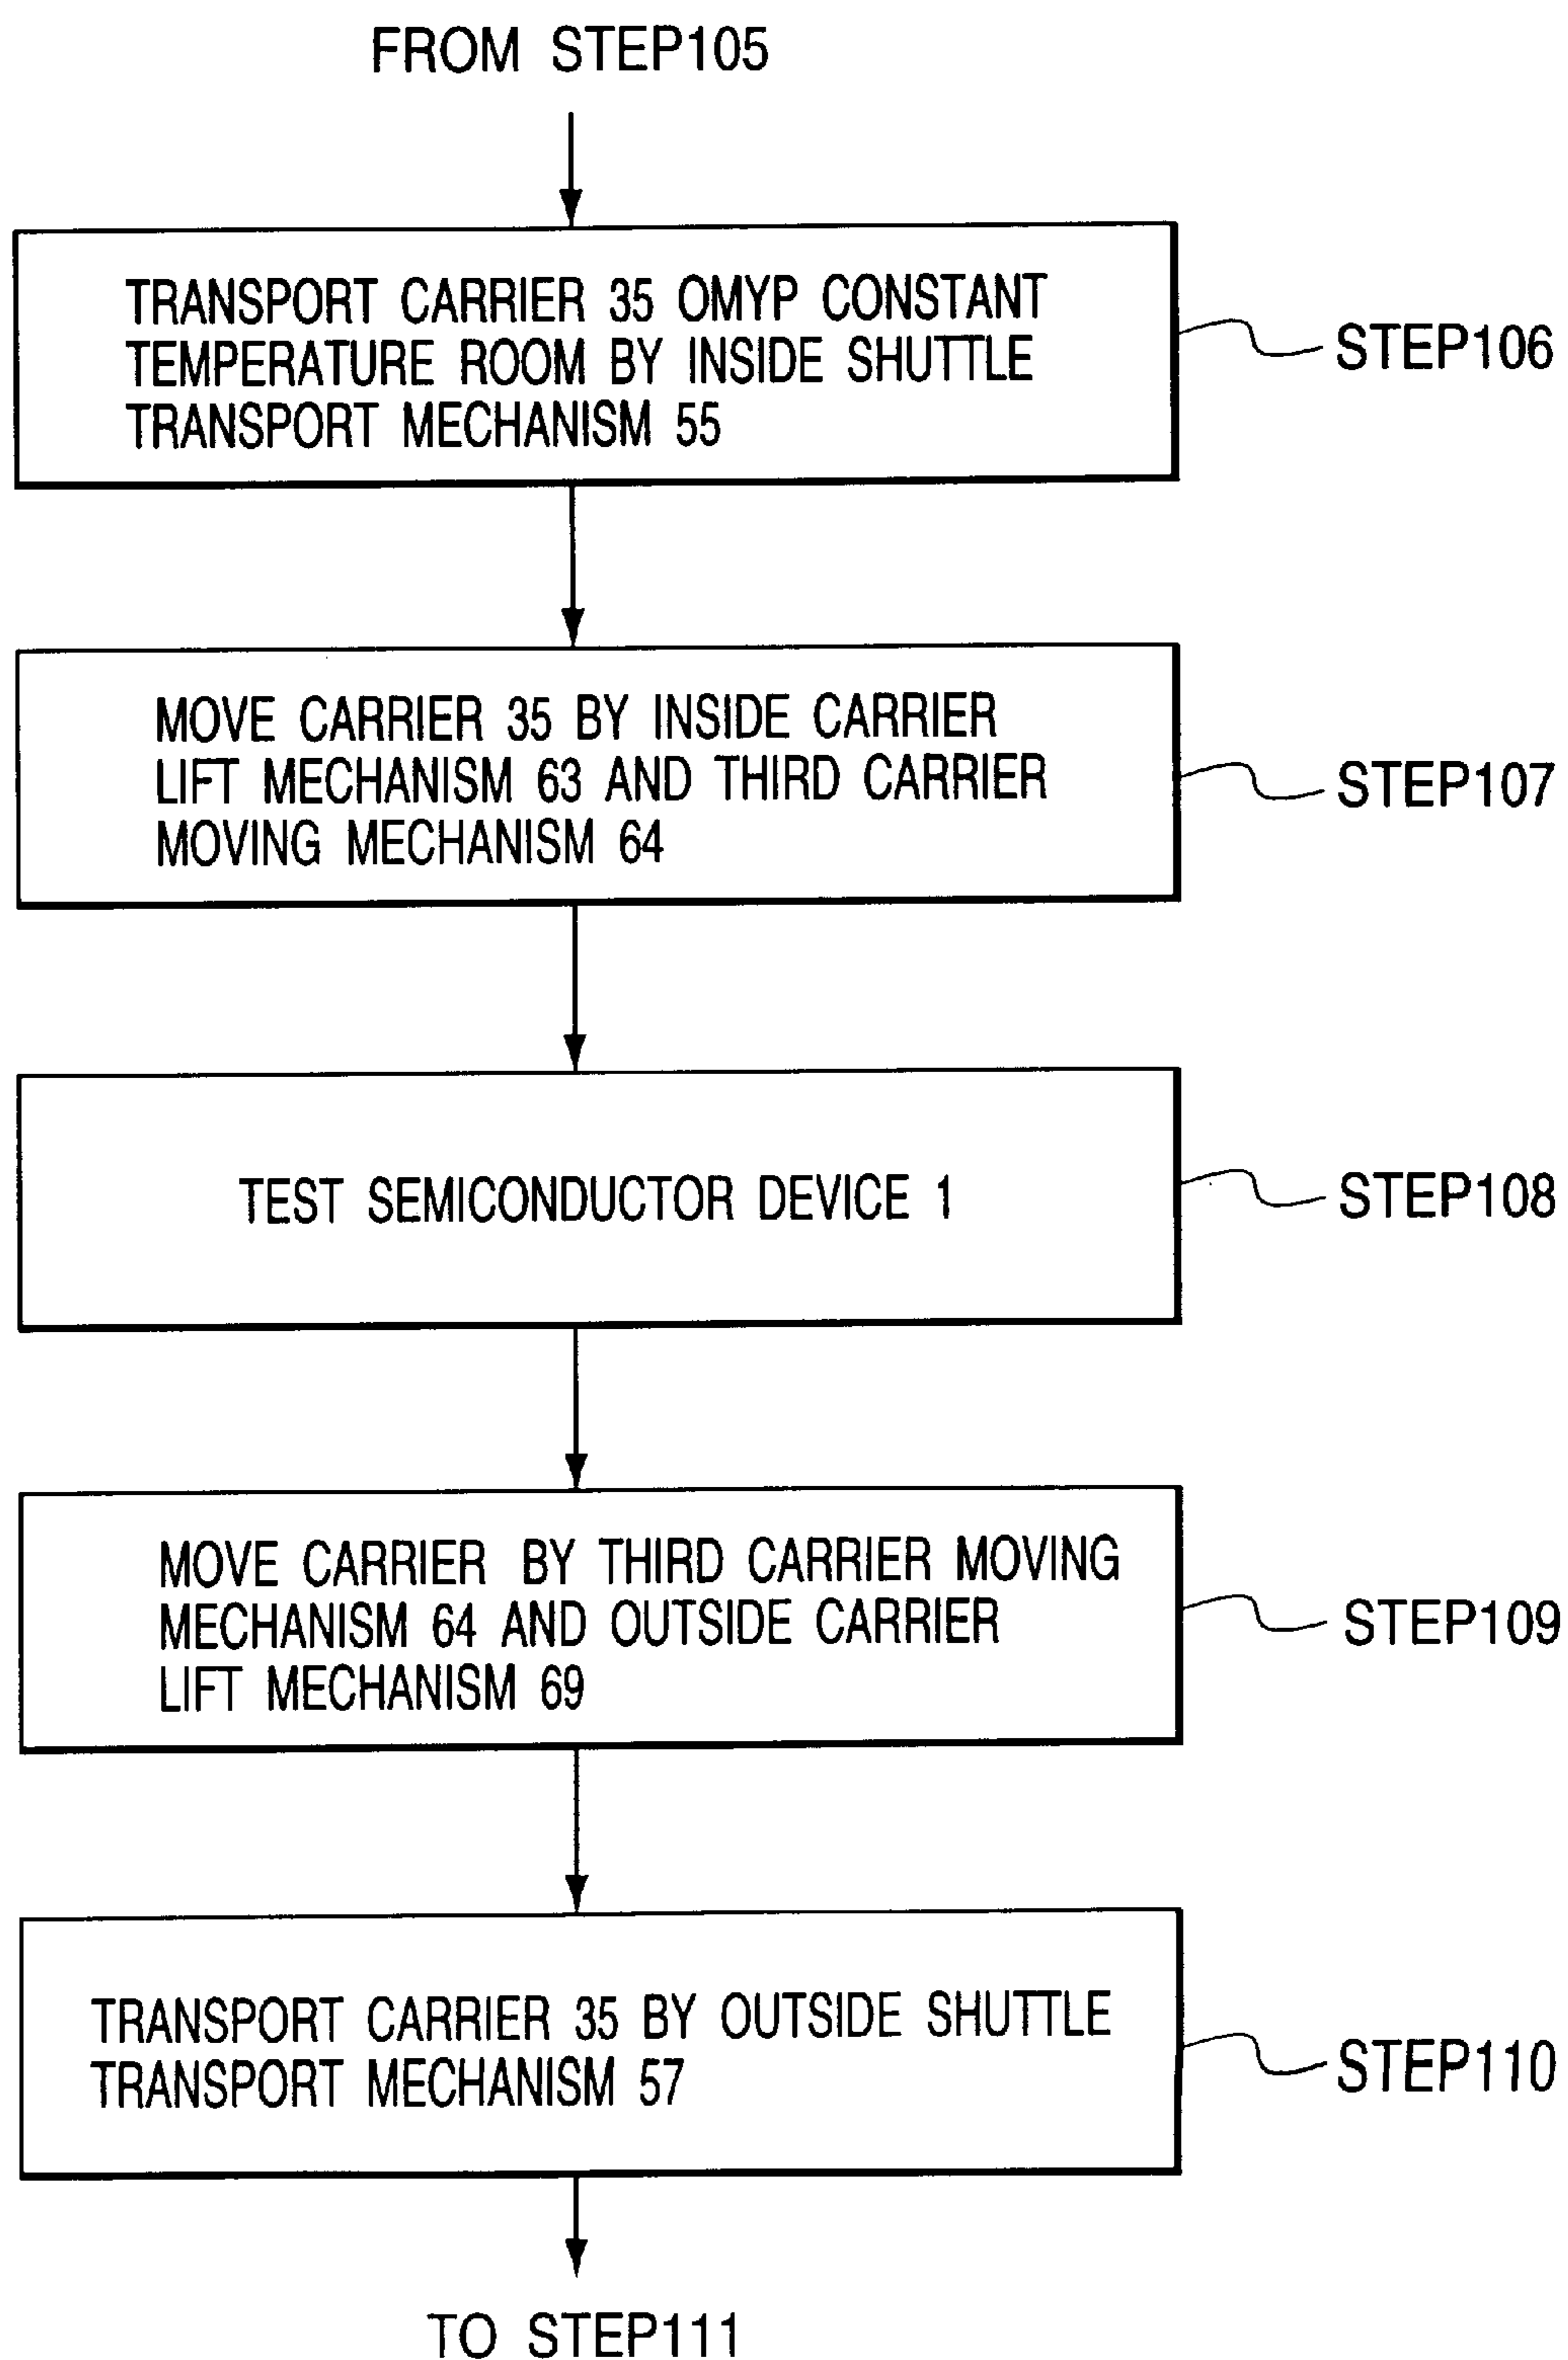 FROM STEP105
TRANSPORT CARRIER 35 OMYP CONSTANT
TEMPERATURE ROOM BY INSIDE SHUTTLE
TRANSPORT MECHANISM 55
STEP106
MOVE CARRIER 35 BY INSIDE CARRIER
LIFT MECHANISM 63 AND THIRD CARRIER
MOVING MECHANISM 64
STEP107
TEST SEMICONDUCTOR DEVICE 1
STEP108
MOVE CARRIER BY THIRD CARRIER MOVING
MECHANISM 64 AND OUTSIDE CARRIER
LIFT MECHANISM 69
STEP109
TRANSPORT CARRIER 35 BY OUTSIDE SHUTTLE
TRANSPORT MECHANISM 57
STEP110
TO STEP111